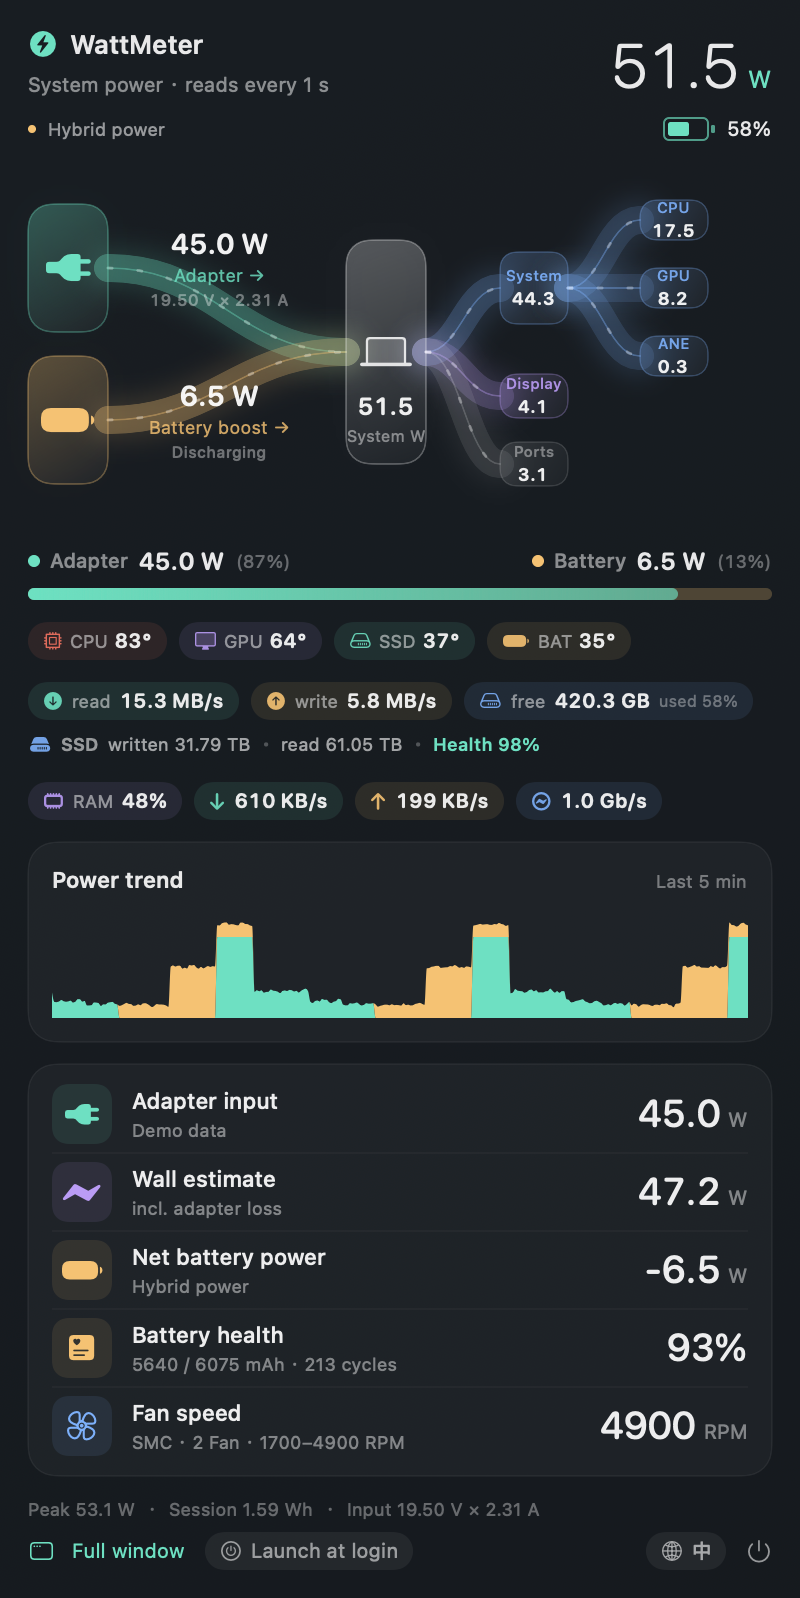 WattMeter
51.5 W
System power · reads every 1 s
Hybrid power
58%
45.0 W
Adapter →
19.50 V × 2.31 A
6.5 W
Battery boost →
Discharging
51.5
System W
System
44.3
Display
4.1
Ports
3.1
CPU
17.5
GPU
8.2
ANE
0.3
Adapter 45.0 W (87%)
Battery 6.5 W (13%)
CPU 83° GPU 64° SSD 37° BAT 35°
read 15.3 MB/s write 5.8 MB/s free 420.3 GB used 58%
SSD written 31.79 TB · read 61.05 TB · Health 98%
RAM 48% ↓ 610 KB/s ↑ 199 KB/s 1.0 Gb/s
Power trend
Last 5 min
Adapter input
Demo data
45.0 W
Wall estimate
incl. adapter loss
47.2 W
Net battery power
Hybrid power
-6.5 W
Battery health
5640 / 6075 mAh · 213 cycles
93%
Fan speed
SMC · 2 Fan · 1700–4900 RPM
4900 RPM
Peak 53.1 W · Session 1.59 Wh · Input 19.50 V × 2.31 A
Full window
Launch at login
中